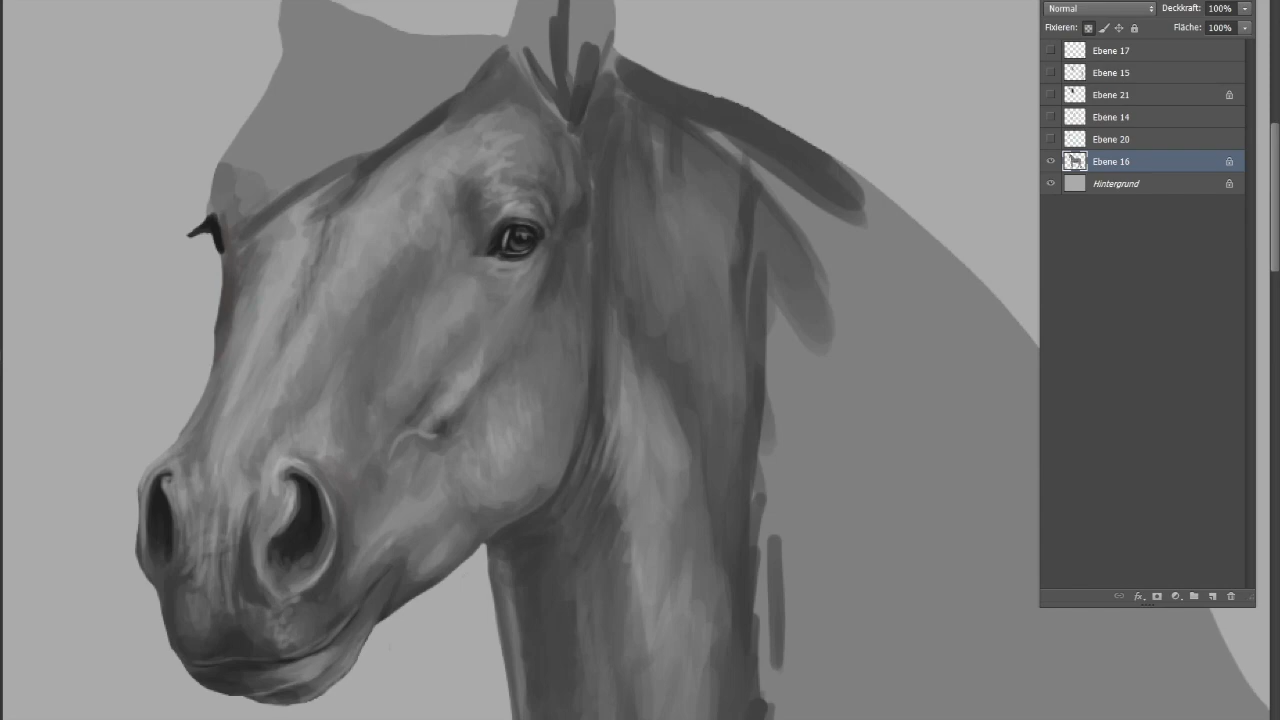 Normal Deckkraft: 100%
Fixieren: Fläche: 100%
Ebene 17
Ebene 15
Ebene 21
Ebene 14
Ebene 20
Ebene 16
Hintergrund
fx